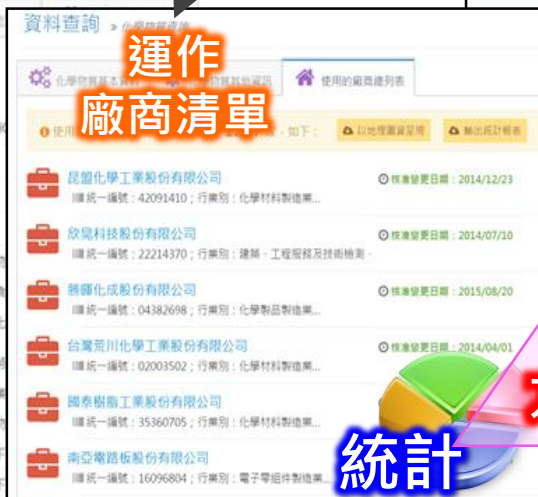 資料查詢 »
運作
廠商清單
化學物質基本資料
物質其他資訊
使用的廠商總列表
如下：
以地理圖資呈現
輸出統計報表
昆盟化學工業股份有限公司
核准變更日期：2014/12/23
統一編號：42091410；行業別：化學材料製造業...
欣晃科技股份有限公司
核准變更日期：2014/07/10
統一編號：22214370；行業別：建築、工程服務及技術檢測、
勝暉化成股份有限公司
核准變更日期：2015/08/20
統一編號：04382698；行業別：化學製品製造業...
台灣荒川化學工業股份有限公司
核准變更日期：2014/04/01
統一編號：02003502；行業別：化學材料製造業...
國泰樹脂工業股份有限公司
統一編號：35360705；行業別：化學材料製造業...
南亞電路板股份有限公司
統一編號：16096804；行業別：電子零組件製造業...
統計